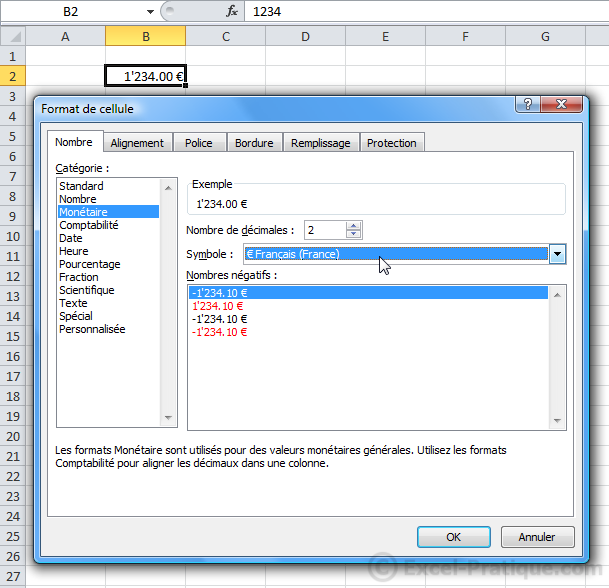 B2 fx 1234
A B C D E F G
1
2 1'234.00 €
3
4
5
6
7
8
9
10
11
12
13
14
15
16
17
18
19
20
21
22
23
24
25
26
27
Format de cellule ? X
Nombre Alignement Police Bordure Remplissage Protection
Catégorie :
Standard
Nombre
Monétaire
Comptabilité
Date
Heure
Pourcentage
Fraction
Scientifique
Texte
Spécial
Personnalisée
Exemple
1'234.00 €
Nombre de décimales : 2
Symbole : € Français (France)
Nombres négatifs :
-1'234.10 €
1'234.10 €
-1'234.10 €
-1'234.10 €
Les formats Monétaire sont utilisés pour des valeurs monétaires générales. Utilisez les formats
Comptabilité pour aligner les décimaux dans une colonne.
OK Annuler
© Excel-Pratique.com